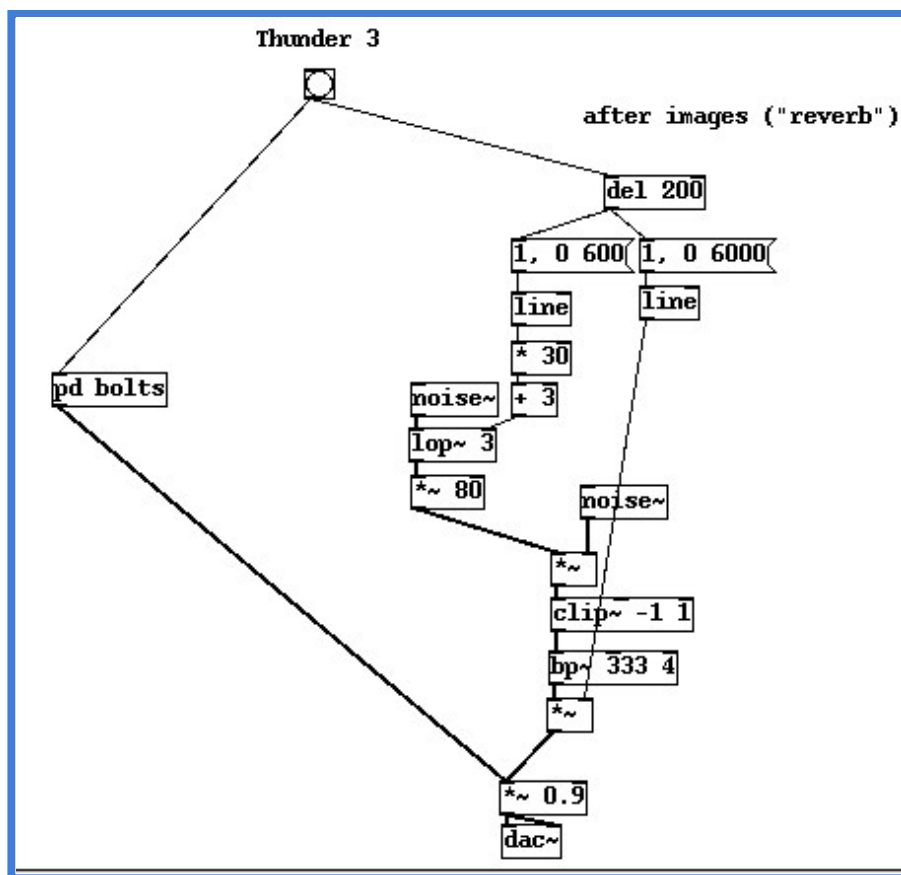 Thunder 3
after images ("reverb")
del 200
1, 0 600
1, 0 6000
line
line
* 30
pd bolts
noise~
+ 3
lop~ 3
*~ 80
noise~
*~
clip~ -1 1
bp~ 333 4
*~
*~ 0.9
dac~